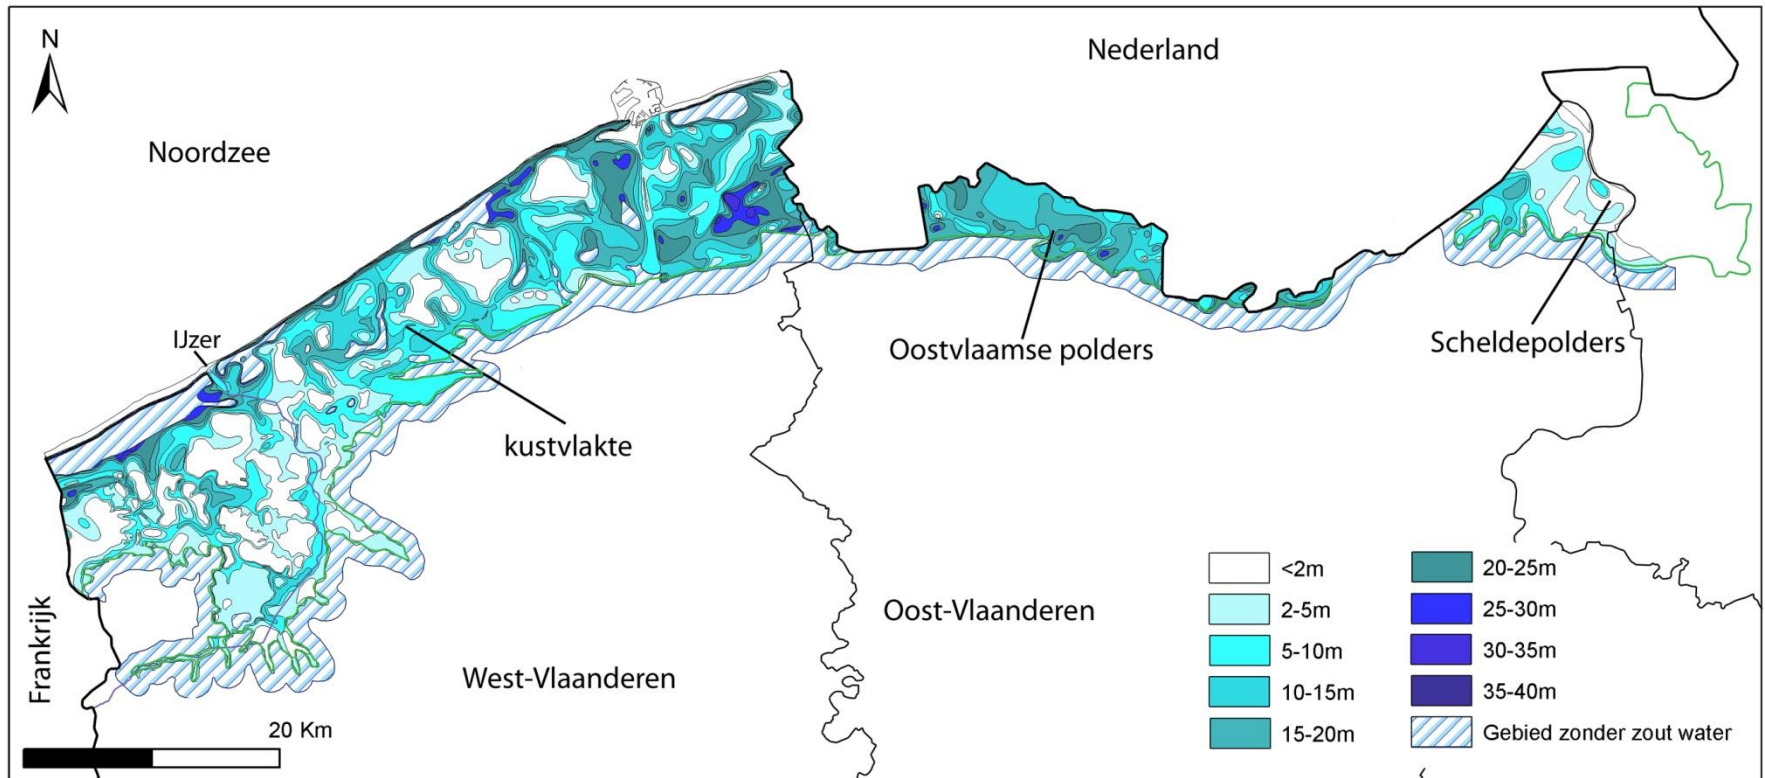 N
Nederland
Noordzee
IJzer
Oostvlaamse polders
Scheldepolders
kustvlakte
Frankrijk
Oost-Vlaanderen
West-Vlaanderen
20 Km
<2m
2-5m
5-10m
10-15m
15-20m
20-25m
25-30m
30-35m
35-40m
Gebied zonder zout water